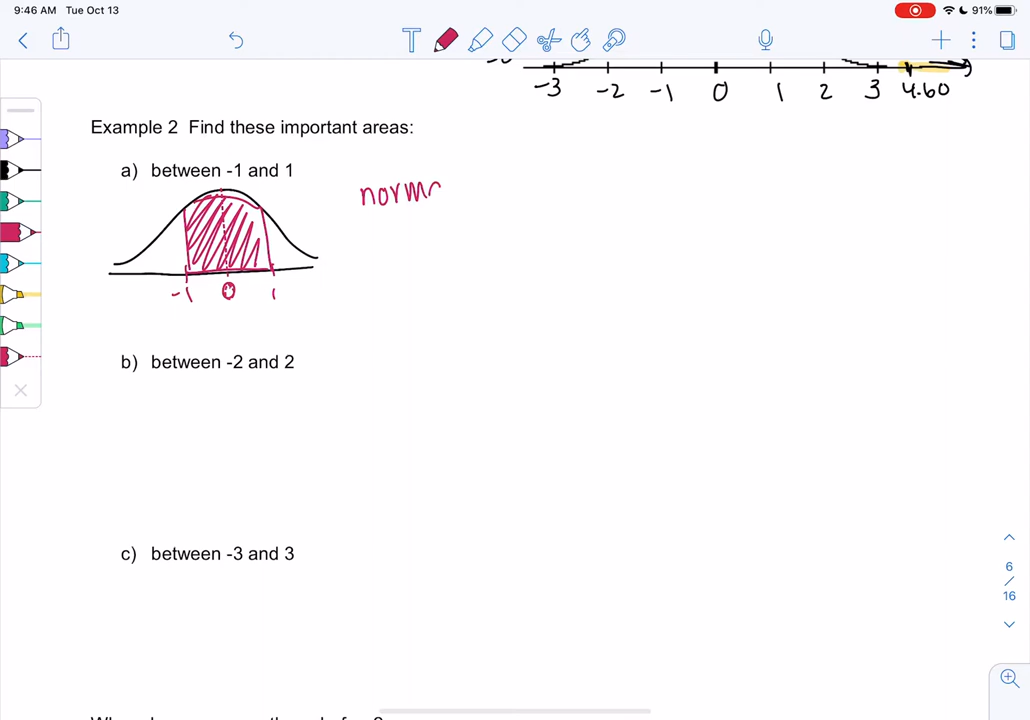 9:46 AM Tue Oct 13
91%
T
-3 -2 -1 0 1 2 3 4.60
Example 2 Find these important areas:
a) between -1 and 1
norm
-1 0 1
b) between -2 and 2
c) between -3 and 3
6
/
16